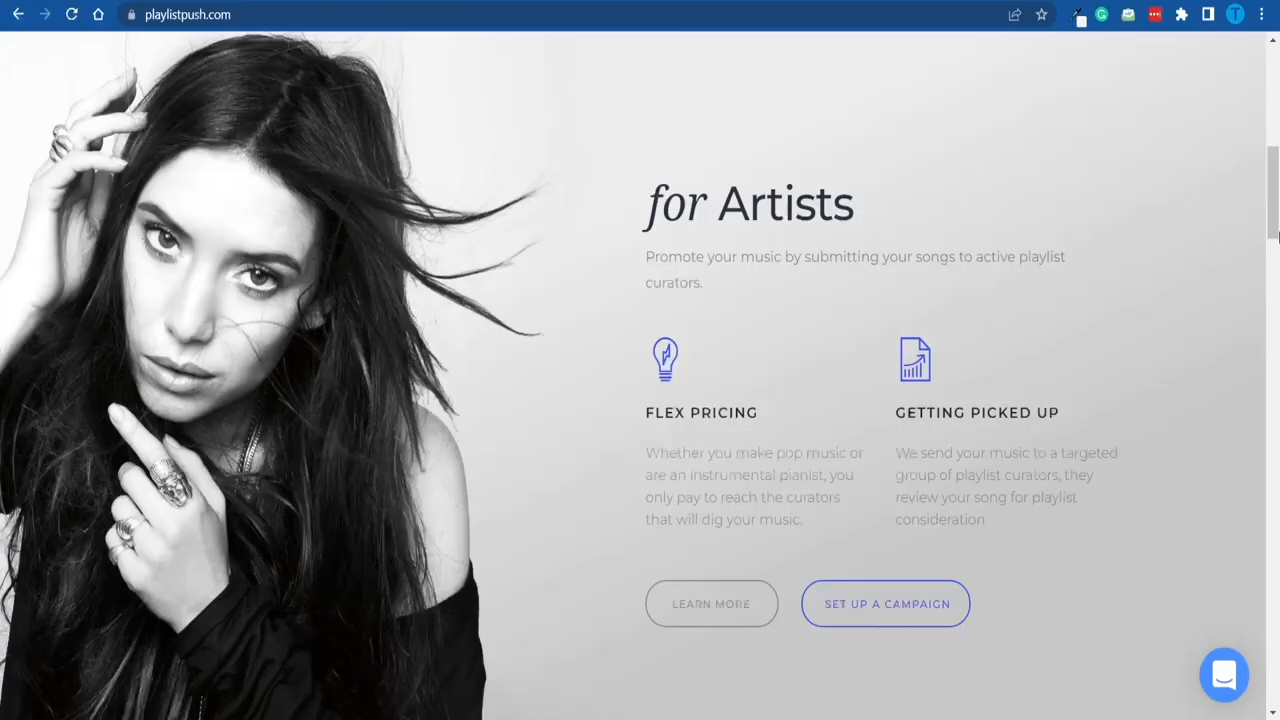 playlistpush.com
T
for Artists
Promote your music by submitting your songs to active playlist
curators.
FLEX PRICING
Whether you make pop music or
are an instrumental pianist, you
only pay to reach the curators
that will dig your music.
GETTING PICKED UP
We send your music to a targeted
group of playlist curators, they
review your song for playlist
consideration
LEARN MORE
SET UP A CAMPAIGN